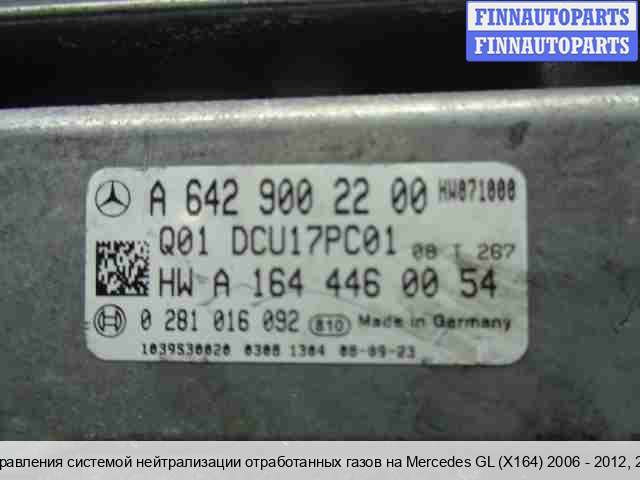 FINNAUTOPARTS
FINNAUTOPARTS
A 642 900 22 00 HW071000
Q01 DCU17PC01 08 T 267
HW A 164 446 00 54
0 281 016 092 810 Made in Germany
1039S30020 0308 1304 08-09-23
равления системой нейтрализации отработанных газов на Mercedes GL (X164) 2006 - 2012, 2